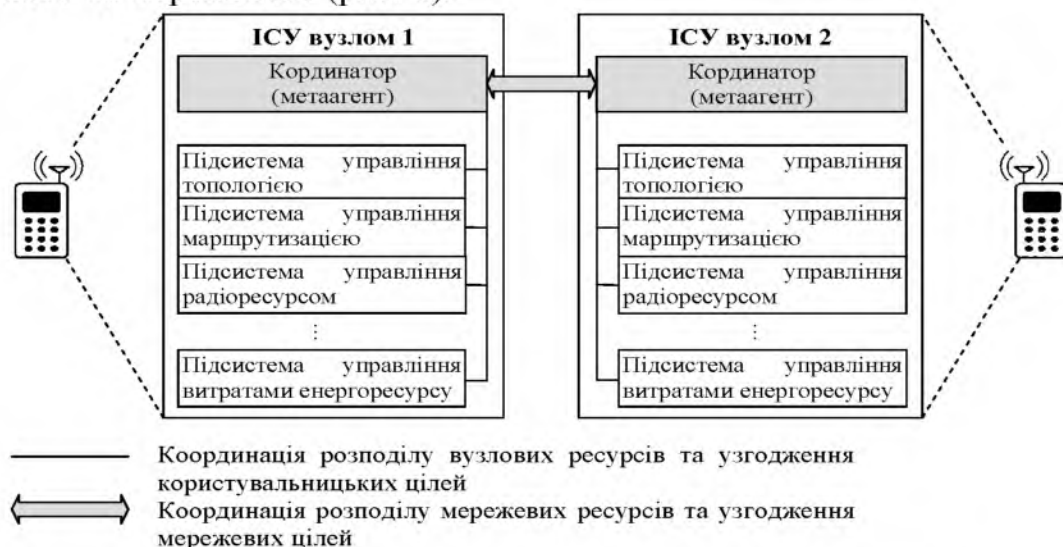 ІСУ вузлом 1
Кординатор
(метаагент)
Підсистема управління
топологією
Підсистема управління
маршрутизацією
Підсистема управління
радіоресурсом
⋮
Підсистема управління
витратами енергоресурсу
ІСУ вузлом 2
Кординатор
(метаагент)
Підсистема управління
топологією
Підсистема управління
маршрутизацією
Підсистема управління
радіоресурсом
⋮
Підсистема управління
витратами енергоресурсу
Координація розподілу вузлових ресурсів та узгодження
користувальницьких цілей
Координація розподілу мережевих ресурсів та узгодження
мережевих цілей